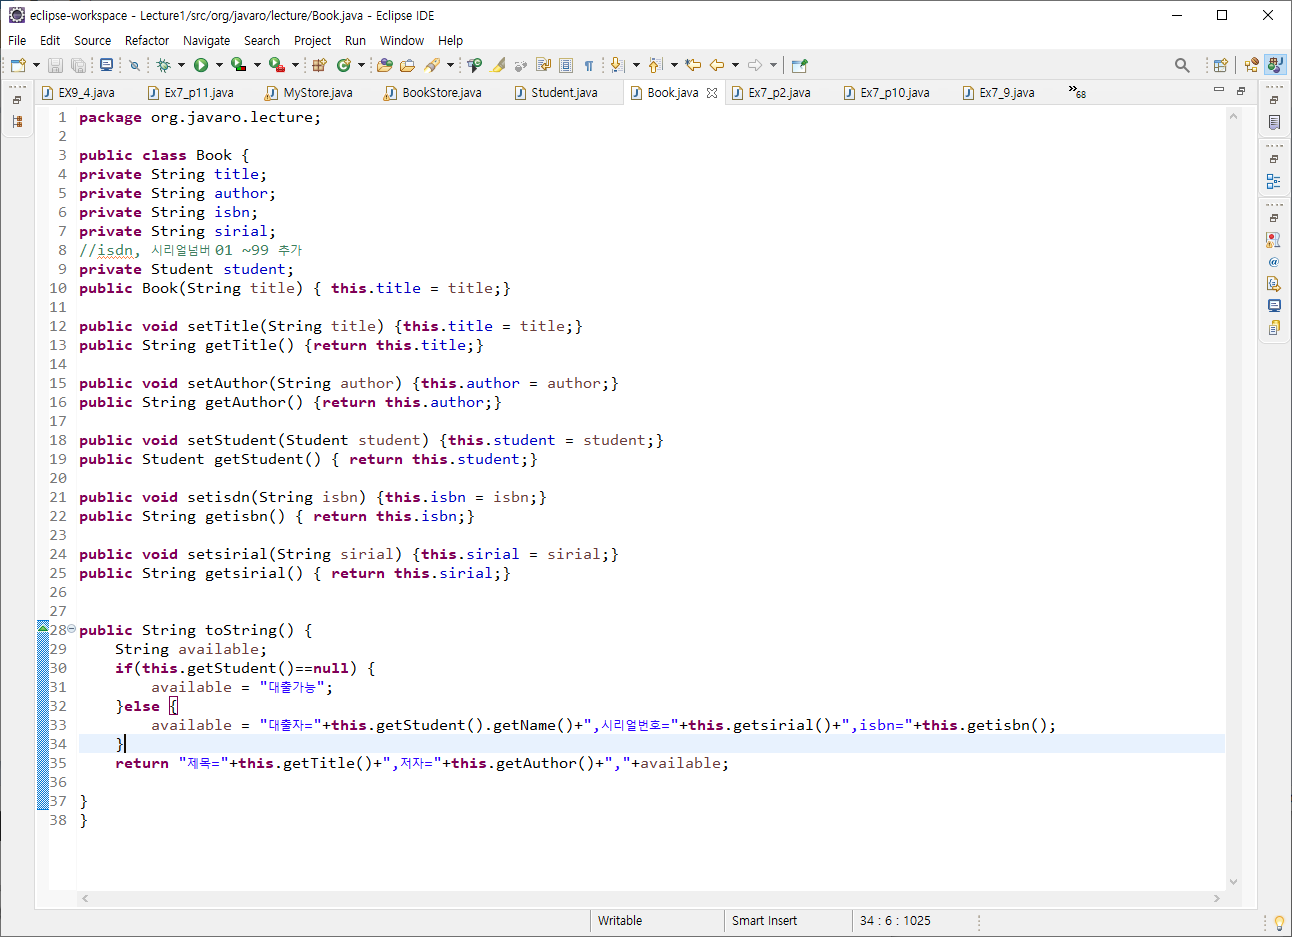 eclipse-workspace - Lecture1/src/org/javaro/lecture/Book.java - Eclipse IDE
File Edit Source Refactor Navigate Search Project Run Window Help
EX9_4.java Ex7_p11.java MyStore.java BookStore.java Student.java Book.java Ex7_p2.java Ex7_p10.java Ex7_9.java »68
1 package org.javaro.lecture;
2
3 public class Book {
4 private String title;
5 private String author;
6 private String isbn;
7 private String sirial;
8 //isdn, 시리얼넘버 01 ~99 추가
9 private Student student;
10 public Book(String title) { this.title = title;}
11
12 public void setTitle(String title) {this.title = title;}
13 public String getTitle() {return this.title;}
14
15 public void setAuthor(String author) {this.author = author;}
16 public String getAuthor() {return this.author;}
17
18 public void setStudent(Student student) {this.student = student;}
19 public Student getStudent() { return this.student;}
20
21 public void setisdn(String isbn) {this.isbn = isbn;}
22 public String getisbn() { return this.isbn;}
23
24 public void setsirial(String sirial) {this.sirial = sirial;}
25 public String getsirial() { return this.sirial;}
26
27
28 public String toString() {
29 String available;
30 if(this.getStudent()==null) {
31 available = "대출가능";
32 }else {
33 available = "대출자="+this.getStudent().getName()+",시리얼번호="+this.getsirial()+",isbn="+this.getisbn();
34 }
35 return "제목="+this.getTitle()+",저자="+this.getAuthor()+","+available;
36
37 }
38 }
Writable Smart Insert 34 : 6 : 1025